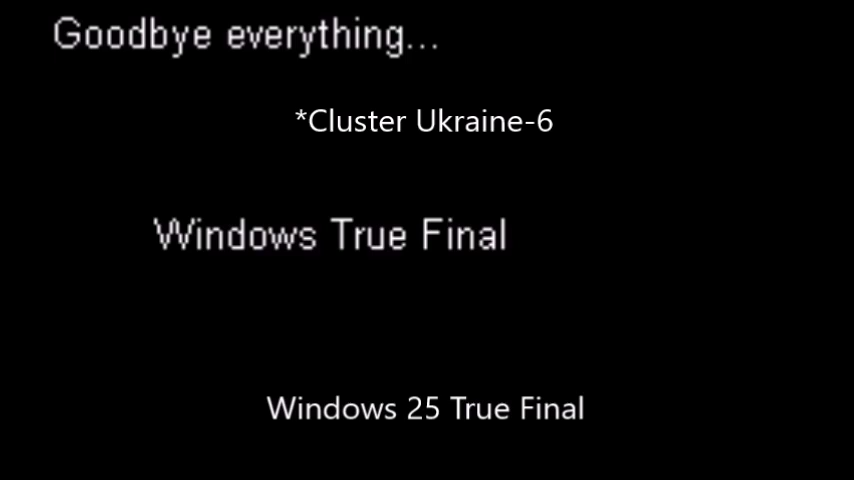 Goodbye everything...
*Cluster Ukraine-6
Windows True Final
Windows 25 True Final